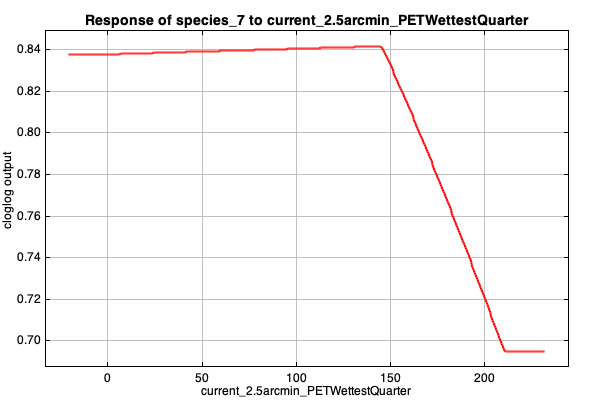 Response of species_7 to current_2.5arcmin_PETWettestQuarter
cloglog output
0.84
0.82
0.80
0.78
0.76
0.74
0.72
0.70
0 50 100 150 200
current_2.5arcmin_PETWettestQuarter